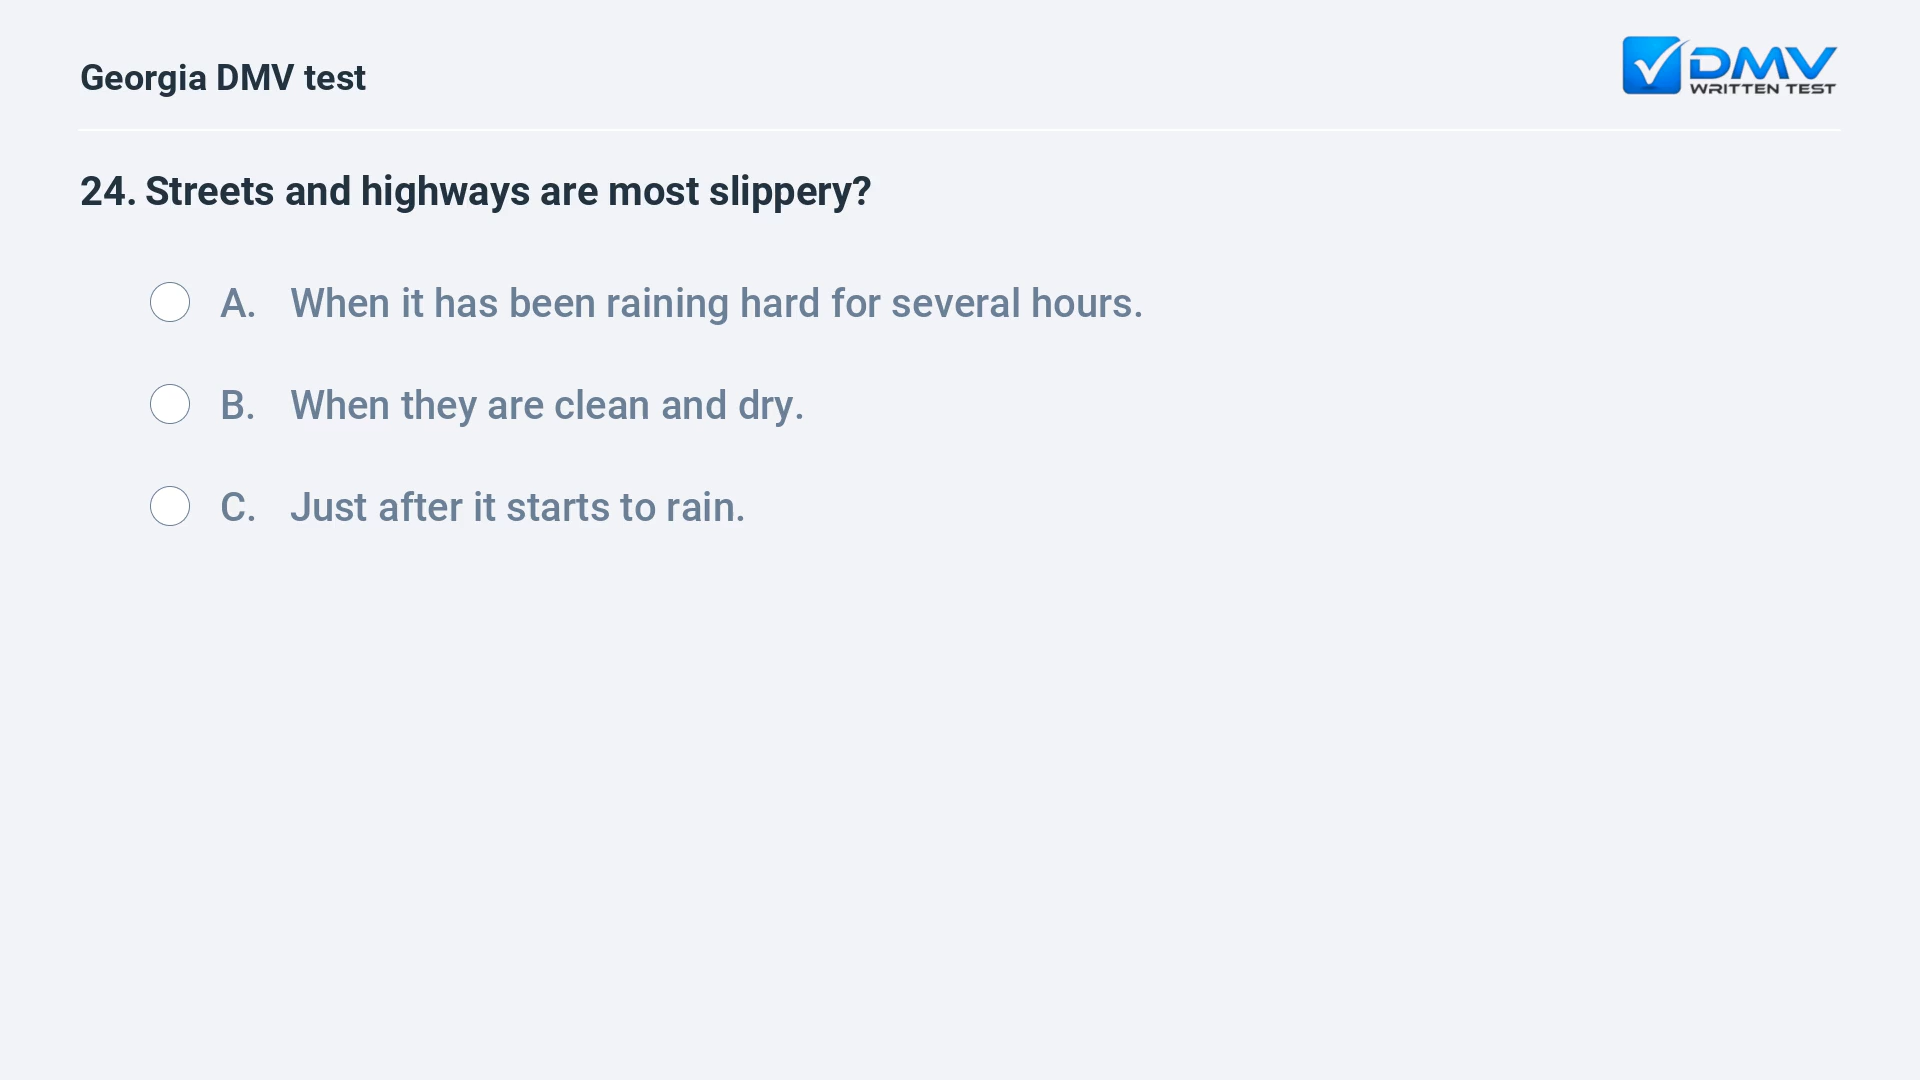 Georgia DMV test
DMV
WRITTEN TEST
24. Streets and highways are most slippery?
A. When it has been raining hard for several hours.
B. When they are clean and dry.
C. Just after it starts to rain.